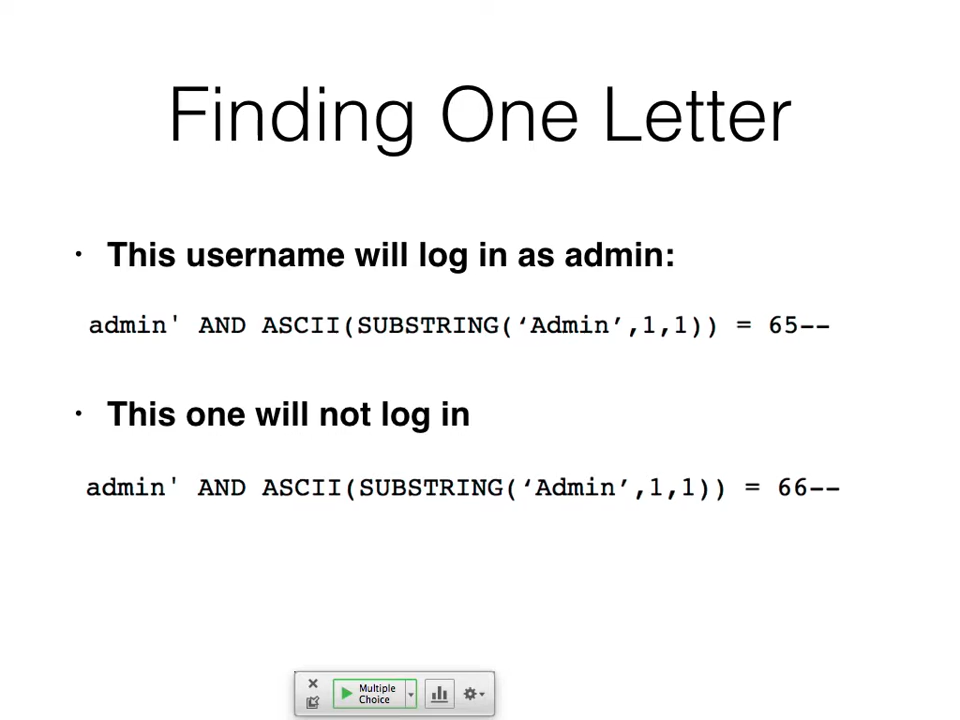 Finding One Letter
• This username will log in as admin:
admin' AND ASCII(SUBSTRING(‘Admin’,1,1)) = 65--
• This one will not log in
admin' AND ASCII(SUBSTRING(‘Admin’,1,1)) = 66--
Multiple
Choice